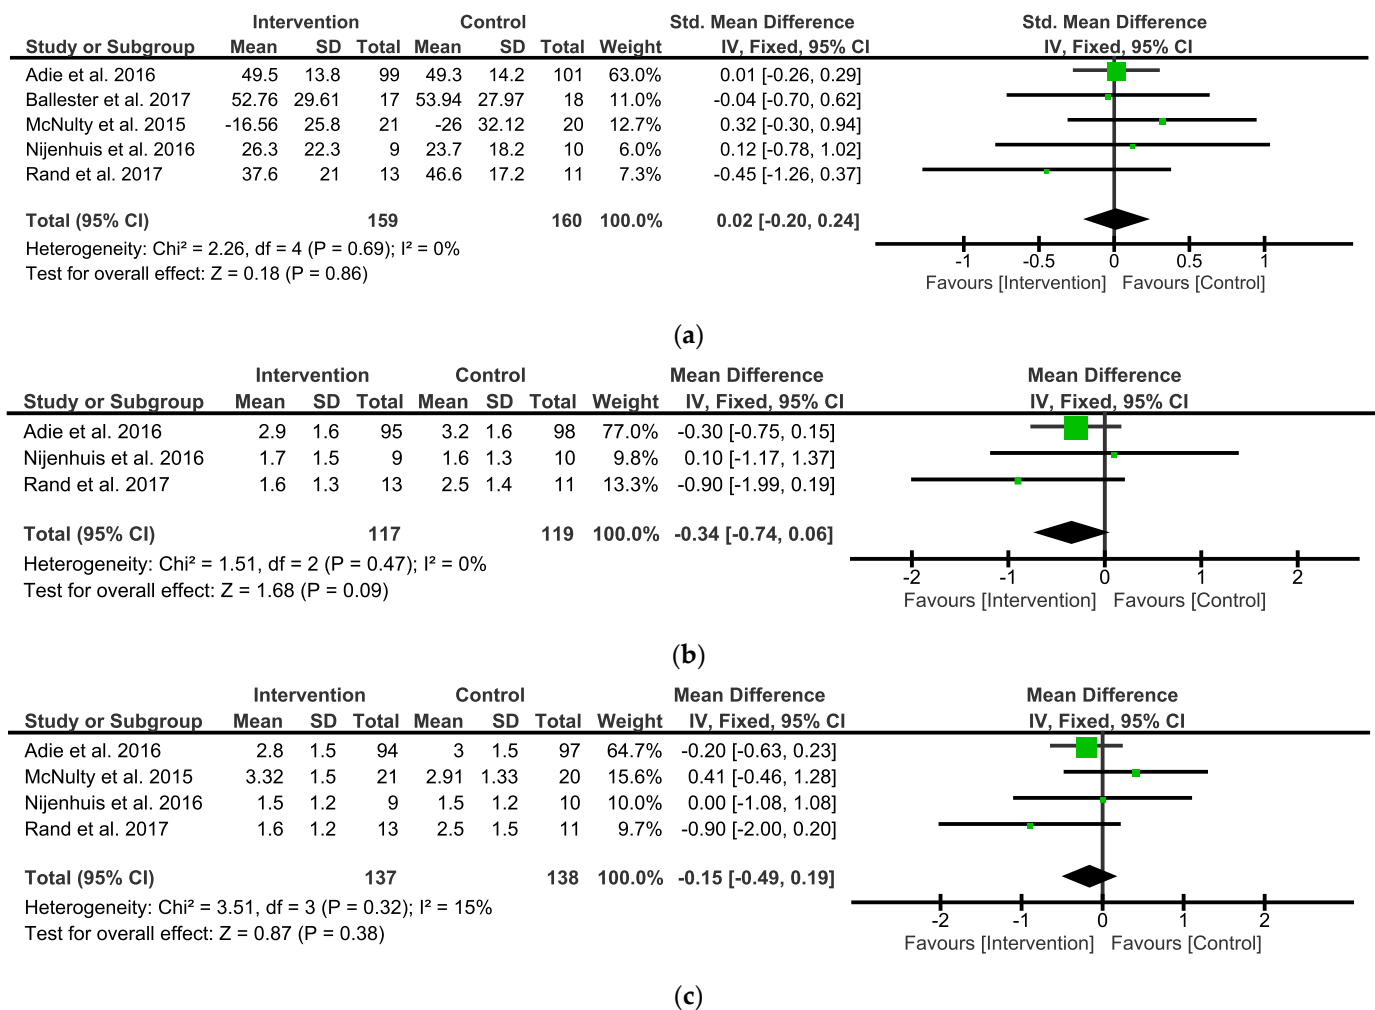 Intervention Control Std. Mean Difference Std. Mean Difference
Study or Subgroup Mean SD Total Mean SD Total Weight IV, Fixed, 95% CI IV, Fixed, 95% CI
Adie et al. 2016 49.5 13.8 99 49.3 14.2 101 63.0% 0.01 [-0.26, 0.29]
Ballester et al. 2017 52.76 29.61 17 53.94 27.97 18 11.0% -0.04 [-0.70, 0.62]
McNulty et al. 2015 -16.56 25.8 21 -26 32.12 20 12.7% 0.32 [-0.30, 0.94]
Nijenhuis et al. 2016 26.3 22.3 9 23.7 18.2 10 6.0% 0.12 [-0.78, 1.02]
Rand et al. 2017 37.6 21 13 46.6 17.2 11 7.3% -0.45 [-1.26, 0.37]
Total (95% CI) 159 160 100.0% 0.02 [-0.20, 0.24]
Heterogeneity: Chi² = 2.26, df = 4 (P = 0.69); I² = 0%
Test for overall effect: Z = 0.18 (P = 0.86)
-1 -0.5 0 0.5 1
Favours [Intervention] Favours [Control]
(a)
Intervention Control Mean Difference Mean Difference
Study or Subgroup Mean SD Total Mean SD Total Weight IV, Fixed, 95% CI IV, Fixed, 95% CI
Adie et al. 2016 2.9 1.6 95 3.2 1.6 98 77.0% -0.30 [-0.75, 0.15]
Nijenhuis et al. 2016 1.7 1.5 9 1.6 1.3 10 9.8% 0.10 [-1.17, 1.37]
Rand et al. 2017 1.6 1.3 13 2.5 1.4 11 13.3% -0.90 [-1.99, 0.19]
Total (95% CI) 117 119 100.0% -0.34 [-0.74, 0.06]
Heterogeneity: Chi² = 1.51, df = 2 (P = 0.47); I² = 0%
Test for overall effect: Z = 1.68 (P = 0.09)
-2 -1 0 1 2
Favours [Intervention] Favours [Control]
(b)
Intervention Control Mean Difference Mean Difference
Study or Subgroup Mean SD Total Mean SD Total Weight IV, Fixed, 95% CI IV, Fixed, 95% CI
Adie et al. 2016 2.8 1.5 94 3 1.5 97 64.7% -0.20 [-0.63, 0.23]
McNulty et al. 2015 3.32 1.5 21 2.91 1.33 20 15.6% 0.41 [-0.46, 1.28]
Nijenhuis et al. 2016 1.5 1.2 9 1.5 1.2 10 10.0% 0.00 [-1.08, 1.08]
Rand et al. 2017 1.6 1.2 13 2.5 1.5 11 9.7% -0.90 [-2.00, 0.20]
Total (95% CI) 137 138 100.0% -0.15 [-0.49, 0.19]
Heterogeneity: Chi² = 3.51, df = 3 (P = 0.32); I² = 15%
Test for overall effect: Z = 0.87 (P = 0.38)
-2 -1 0 1 2
Favours [Intervention] Favours [Control]
(c)